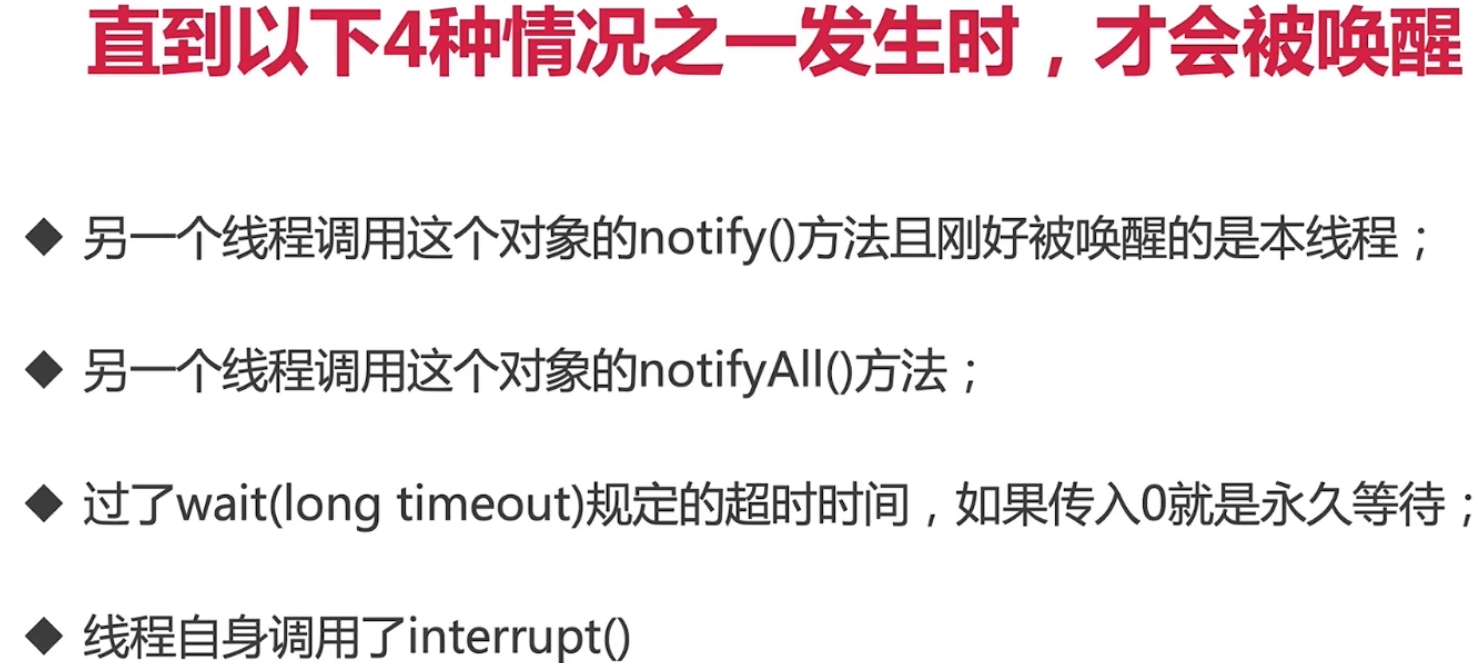 直到以下4种情况之一发生时，才会被唤醒
◆ 另一个线程调用这个对象的notify()方法且刚好被唤醒的是本线程；
◆ 另一个线程调用这个对象的notifyAll()方法；
◆ 过了wait(long timeout)规定的超时时间，如果传入0就是永久等待；
◆ 线程自身调用了interrupt()